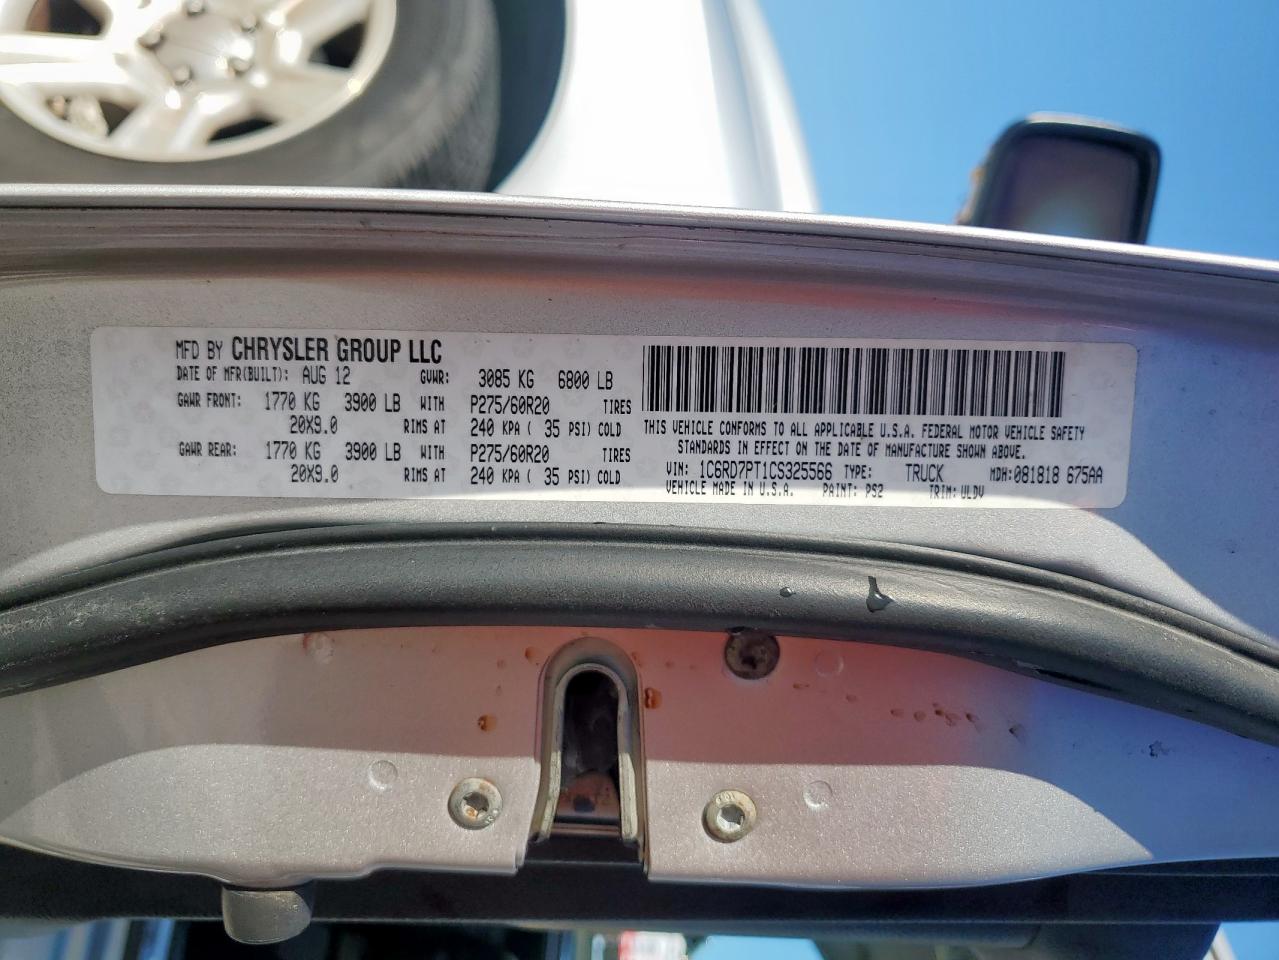 MFD BY CHRYSLER GROUP LLC
DATE OF MFR(BUILT): AUG 12 GVWR: 3085 KG 6800 LB
GAWR FRONT: 1770 KG 3900 LB WITH P275/60R20 TIRES
20X9.0 RIMS AT 240 KPA ( 35 PSI) COLD
GAWR REAR: 1770 KG 3900 LB WITH P275/60R20 TIRES
20X9.0 RIMS AT 240 KPA ( 35 PSI) COLD
THIS VEHICLE CONFORMS TO ALL APPLICABLE U.S.A. FEDERAL MOTOR VEHICLE SAFETY
STANDARDS IN EFFECT ON THE DATE OF MANUFACTURE SHOWN ABOVE.
VIN: 1C6RD7PT1CS325566 TYPE: TRUCK MDH:081818 675AA
VEHICLE MADE IN U.S.A. PAINT: PS2 TRIM: ULDV